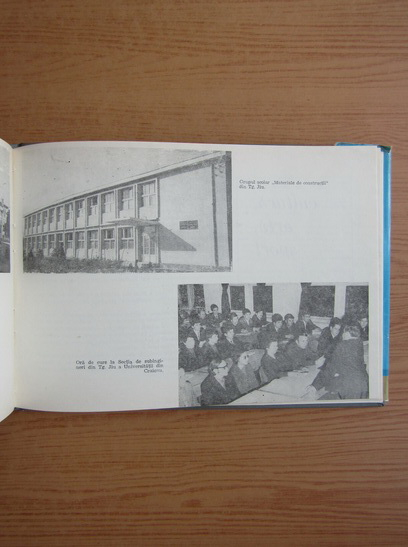 Grupul școlar „Materiale de construcții"
din Tg. Jiu.
Oră de curs la Secția de subingi-
neri din Tg. Jiu a Universității din
Craiova.